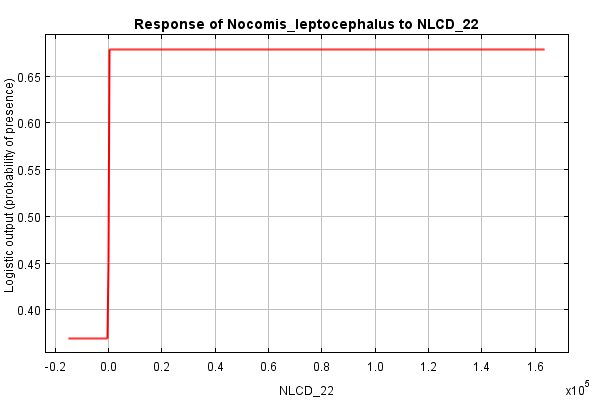 Response of Nocomis_leptocephalus to NLCD_22
Logistic output (probability of presence)
0.65
0.60
0.55
0.50
0.45
0.40
-0.2 0.0 0.2 0.4 0.6 0.8 1.0 1.2 1.4 1.6
NLCD_22
x10⁵